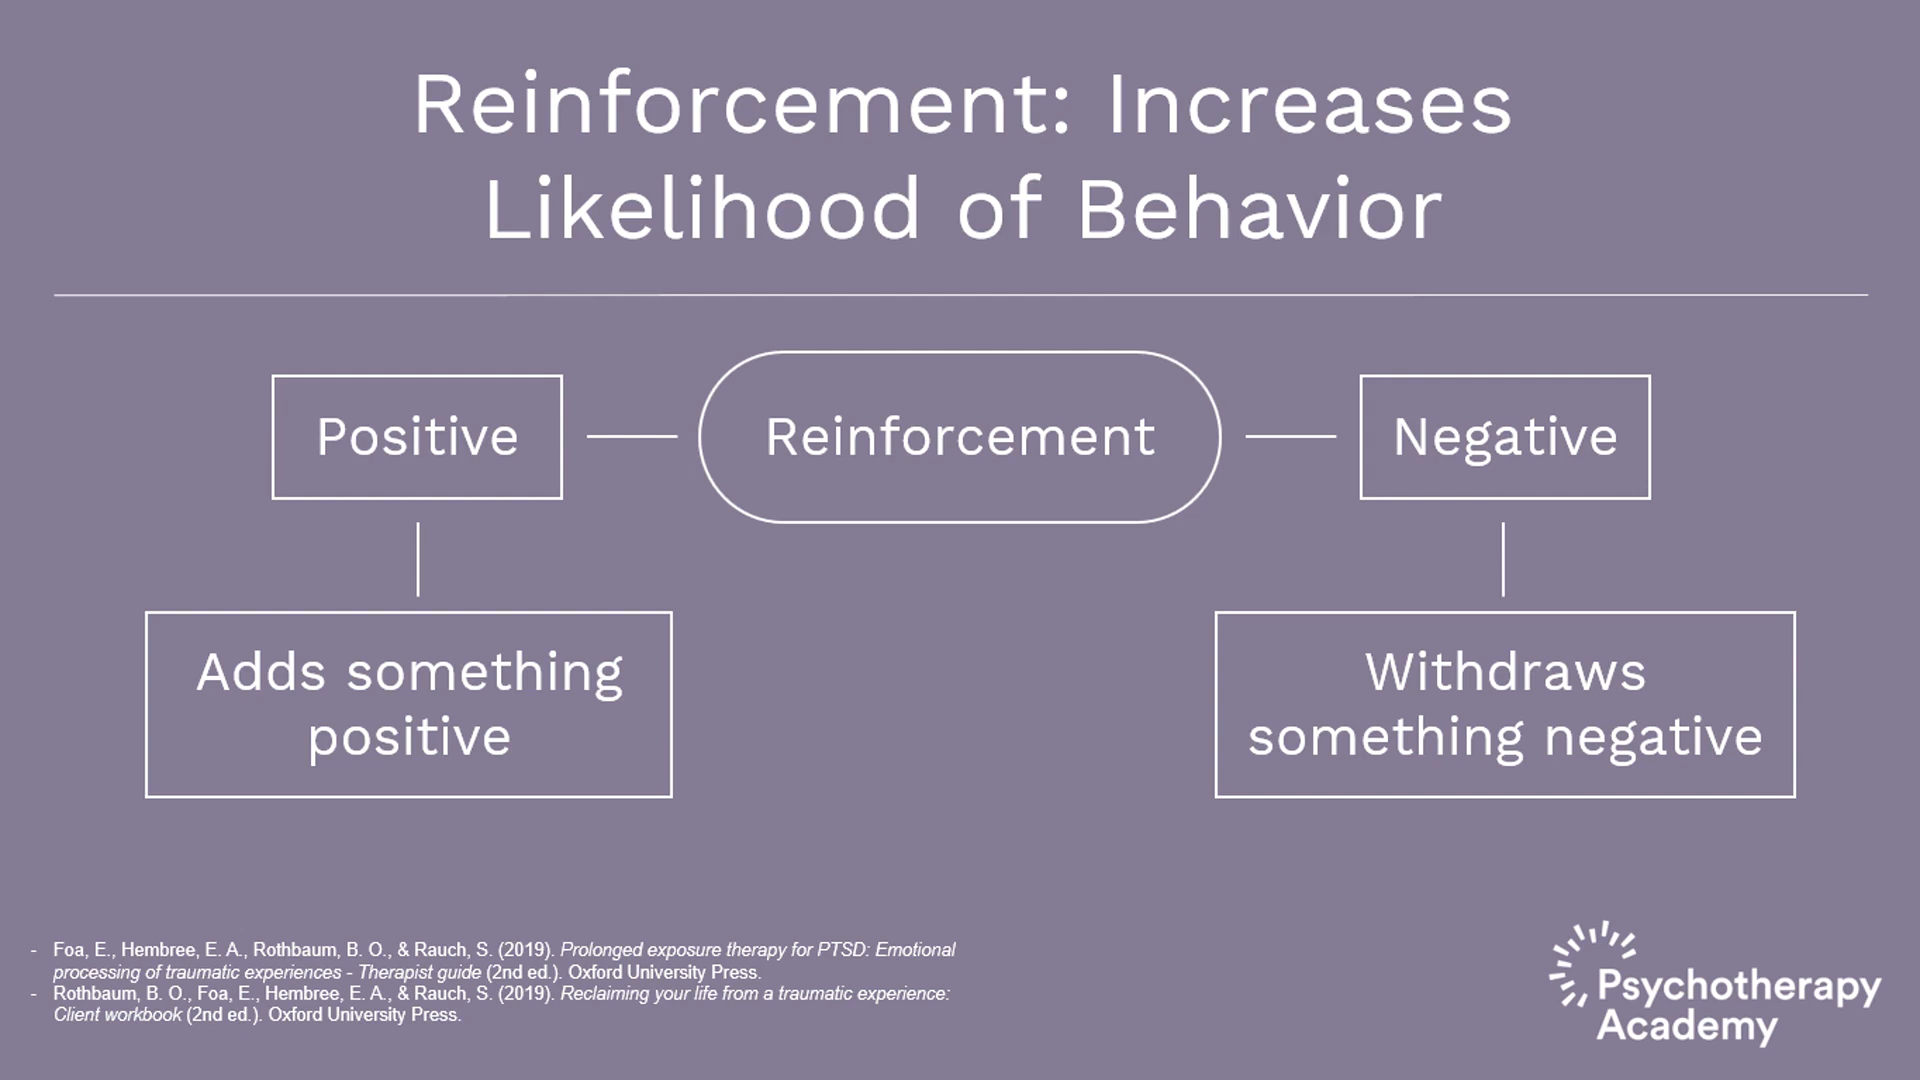 Reinforcement: Increases
Likelihood of Behavior
Positive
Reinforcement
Negative
Adds something
positive
Withdraws
something negative
- Foa, E., Hembree, E. A., Rothbaum, B. O., & Rauch, S. (2019). Prolonged exposure therapy for PTSD: Emotional
processing of traumatic experiences - Therapist guide (2nd ed.). Oxford University Press.
- Rothbaum, B. O., Foa, E., Hembree, E. A., & Rauch, S. (2019). Reclaiming your life from a traumatic experience:
Client workbook (2nd ed.). Oxford University Press.
Psychotherapy
Academy